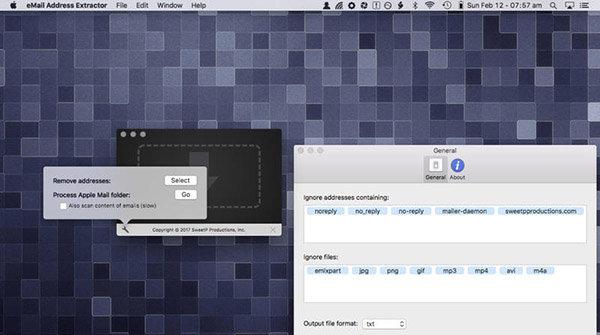 eMail Address Extractor File Edit Window Help Sun Feb 12 - 07:57 am
General
General About
Remove addresses: Select
Process Apple Mail folder: Go
Also scan content of emails (slow)
Copyright © 2017 SweetP Productions, Inc.
Ignore addresses containing:
noreply no_reply no-reply mailer-daemon sweetpproductions.com
Ignore files:
emixpart jpg png gif mp3 mp4 avi m4a
Output file format: txt